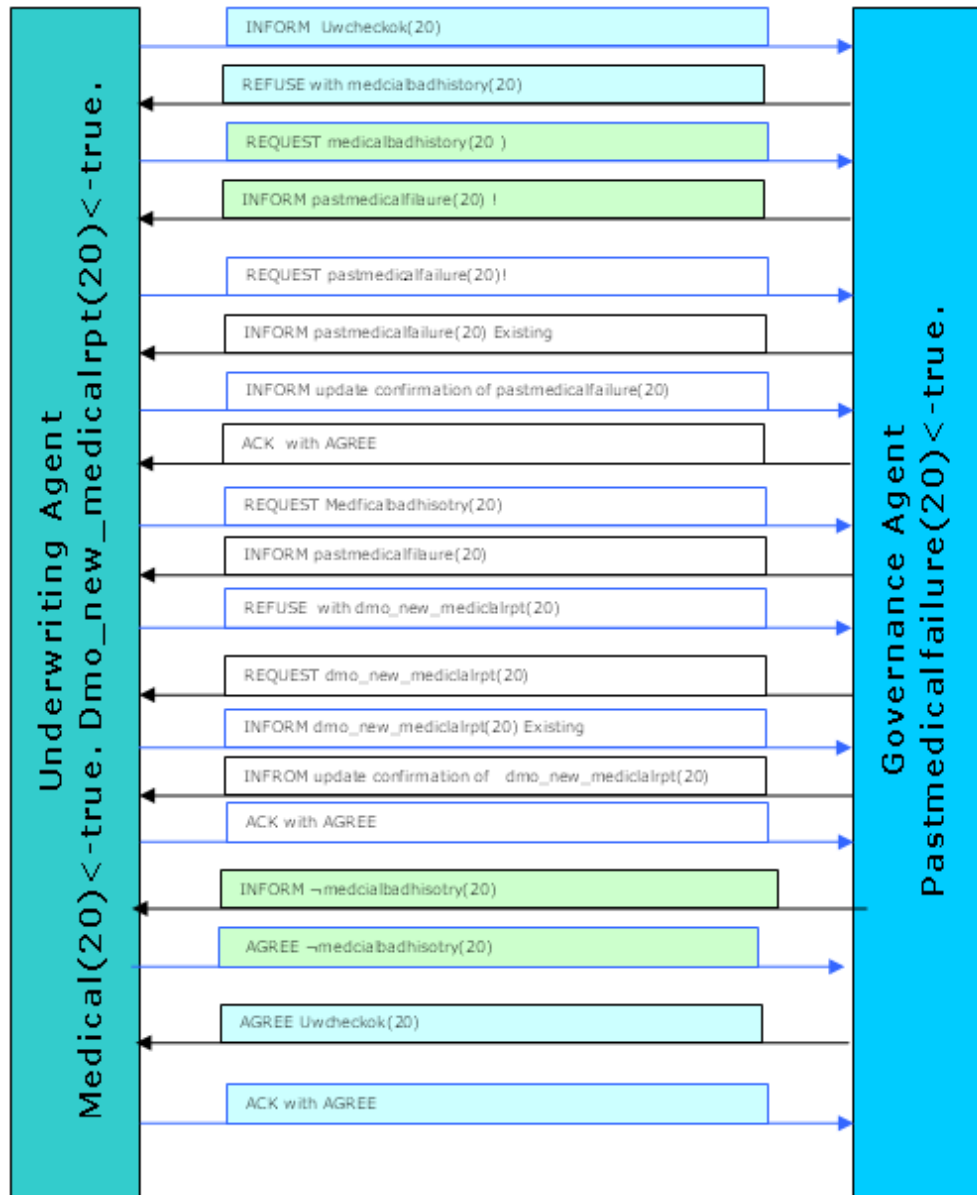 Underwriting Agent
Medical(20)<-true. Dmo_new_medicalrpt(20)<-true.
INFORM Uwcheckok(20)
REFUSE with medcialbadhistory(20)
REQUEST medicalbadhistory(20 )
INFORM pastmedicalfilaure(20) !
REQUEST pastmedicalfailure(20)!
INFORM pastmedicalfailure(20) Existing
INFORM update confirmation of pastmedicalfailure(20)
ACK with AGREE
REQUEST Medficalbadhisotry(20)
INFORM pastmedicalfilaure(20)
REFUSE with dmo_new_mediclalrpt(20)
REQUEST dmo_new_mediclalrpt(20)
INFORM dmo_new_mediclalrpt(20) Existing
INFROM update confirmation of dmo_new_mediclalrpt(20)
ACK with AGREE
INFORM ¬medcialbadhisotry(20)
AGREE ¬medcialbadhisotry(20)
AGREE Uwcheckok(20)
ACK with AGREE
Governance Agent
Pastmedicalfailure(20)<-true.